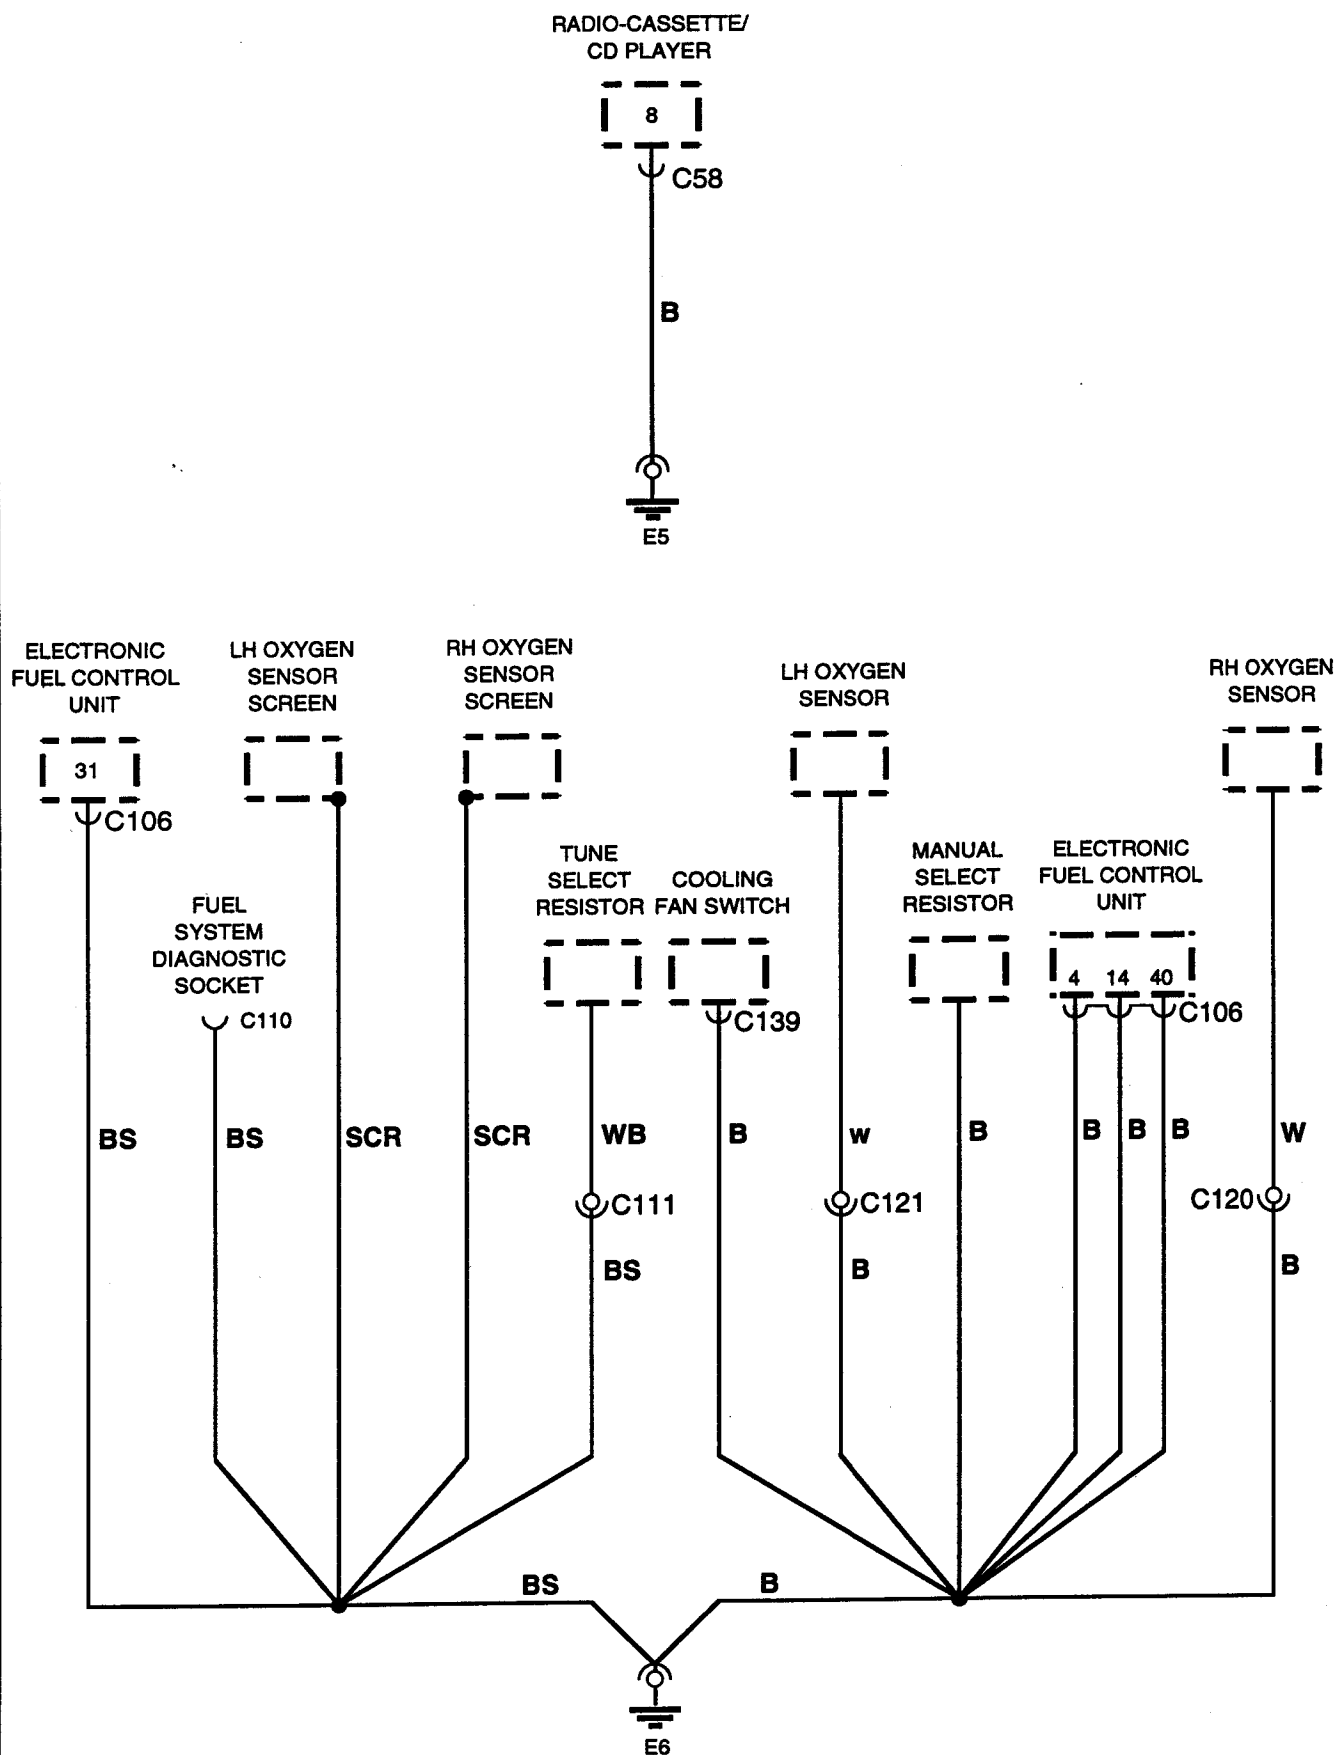 RADIO-CASSETTE/
CD PLAYER
8
C58
B
E5
ELECTRONIC
FUEL CONTROL
UNIT
31
C106
LH OXYGEN
SENSOR
SCREEN
RH OXYGEN
SENSOR
SCREEN
LH OXYGEN
SENSOR
RH OXYGEN
SENSOR
FUEL
SYSTEM
DIAGNOSTIC
SOCKET
C110
TUNE
SELECT
RESISTOR
COOLING
FAN SWITCH
C139
MANUAL
SELECT
RESISTOR
ELECTRONIC
FUEL CONTROL
UNIT
4 14 40
C106
BS
BS
SCR
SCR
WB
B
w
B
B
B
B
W
C111
C121
C120
BS
B
B
BS
B
E6